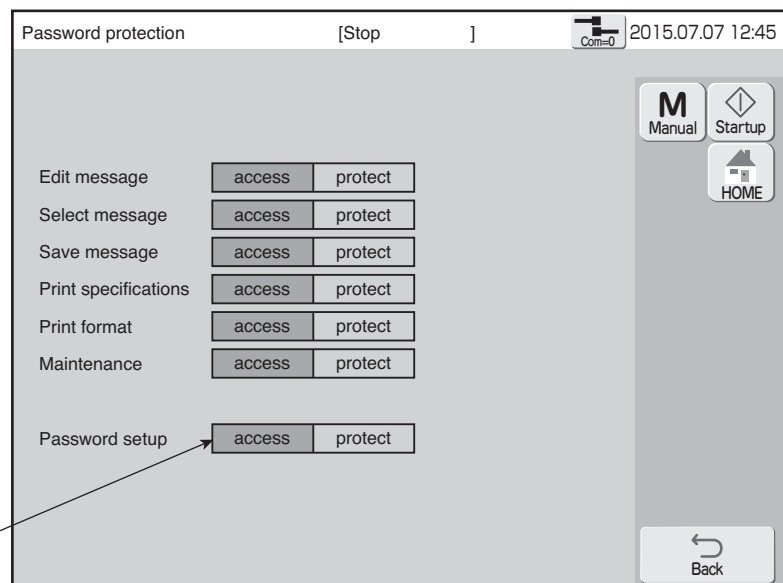 Password protection [Stop ] Com=0 2015.07.07 12:45
M Manual
Startup
HOME
Edit message access protect
Select message access protect
Save message access protect
Print specifications access protect
Print format access protect
Maintenance access protect
Password setup access protect
Back